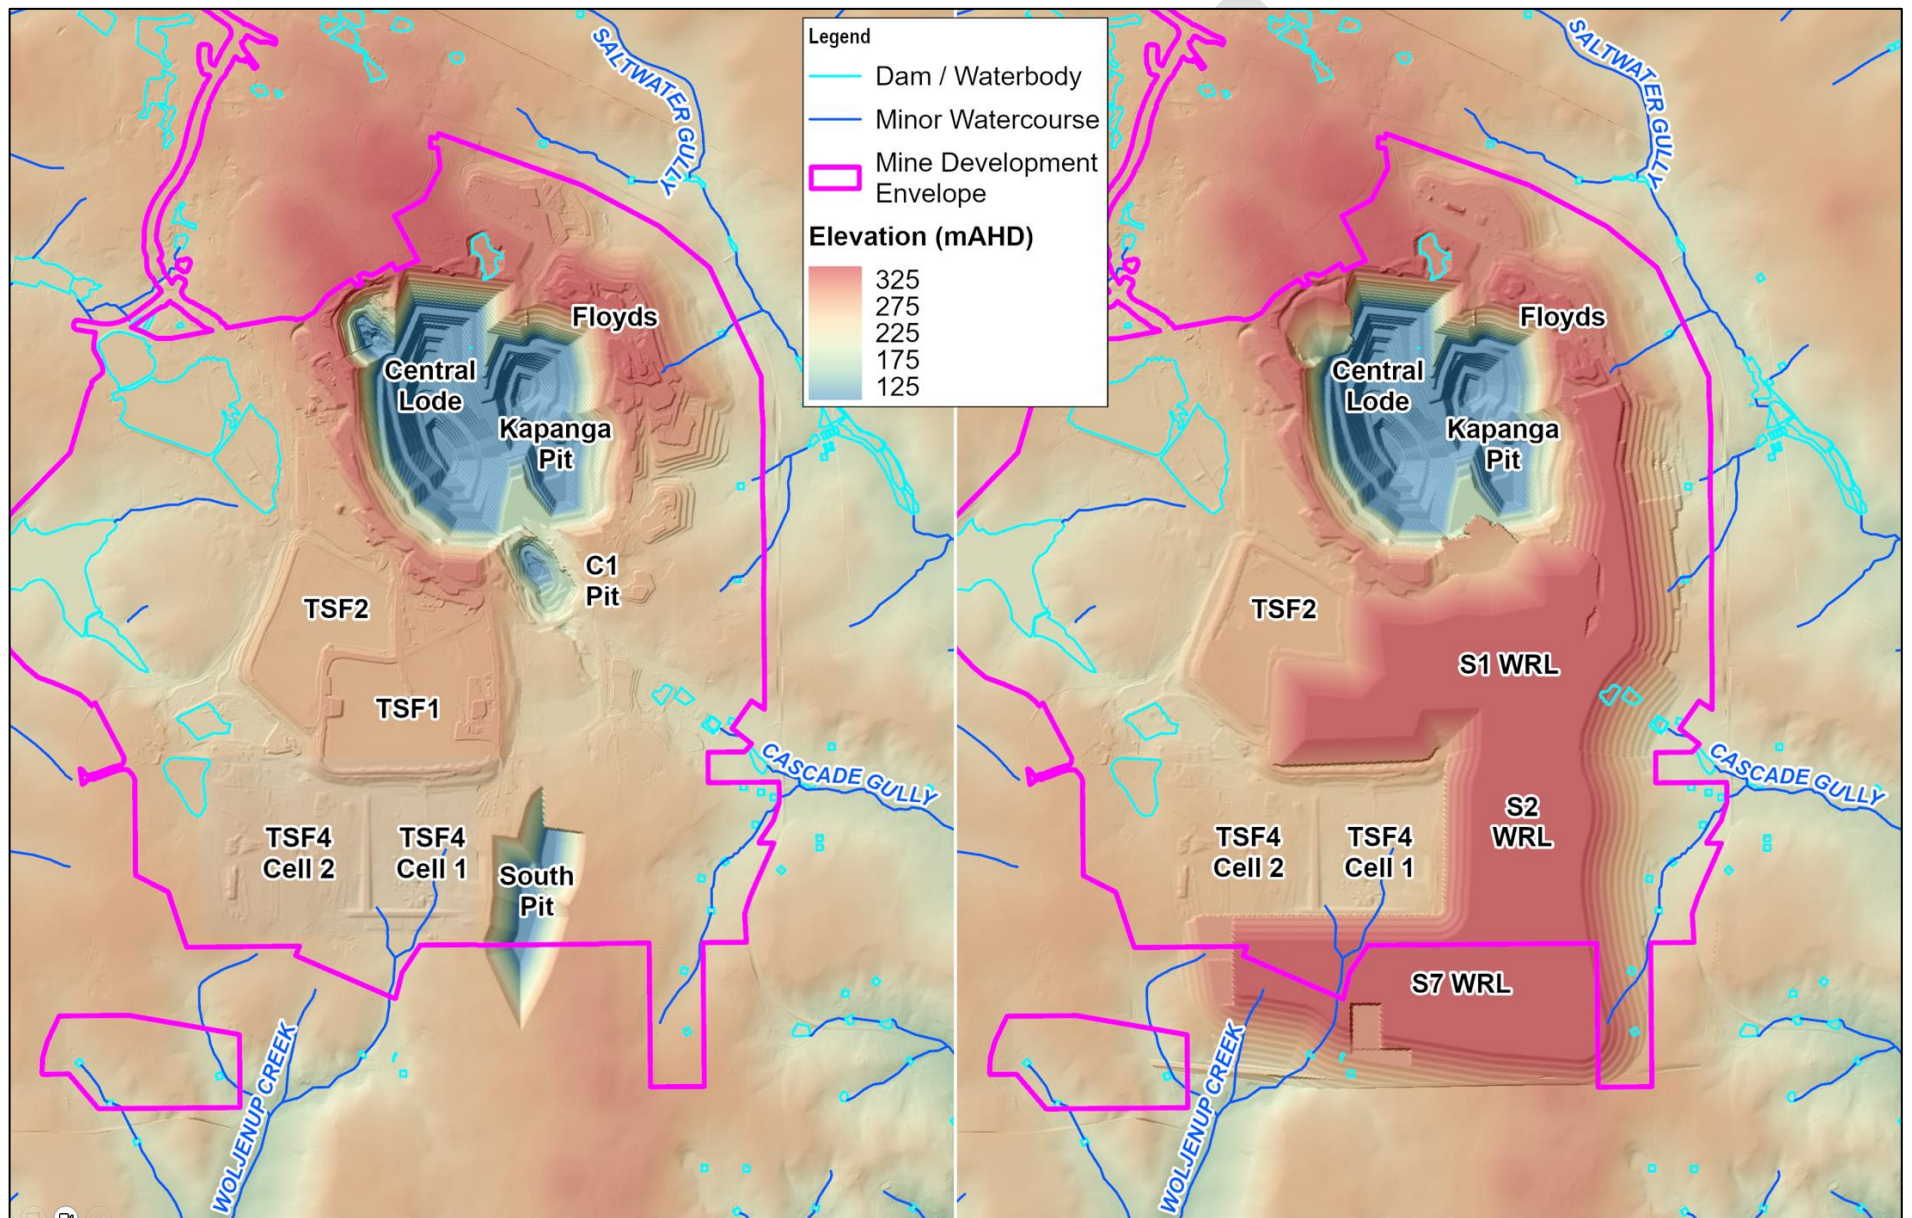 SALTWATER GULLY
Floyds
Central
Lode
Kapanga
Pit
C1
Pit
TSF2
TSF1
CASCADE GULLY
TSF4
Cell 2
TSF4
Cell 1
South
Pit
WOLJENUP CREEK
Legend
Dam / Waterbody
Minor Watercourse
Mine Development
Envelope
Elevation (mAHD)
325
275
225
175
125
SALTWATER GULLY
Floyds
Central
Lode
Kapanga
Pit
TSF2
S1 WRL
CASCADE GULLY
S2
WRL
TSF4
Cell 2
TSF4
Cell 1
S7 WRL
WOLJENUP CREEK